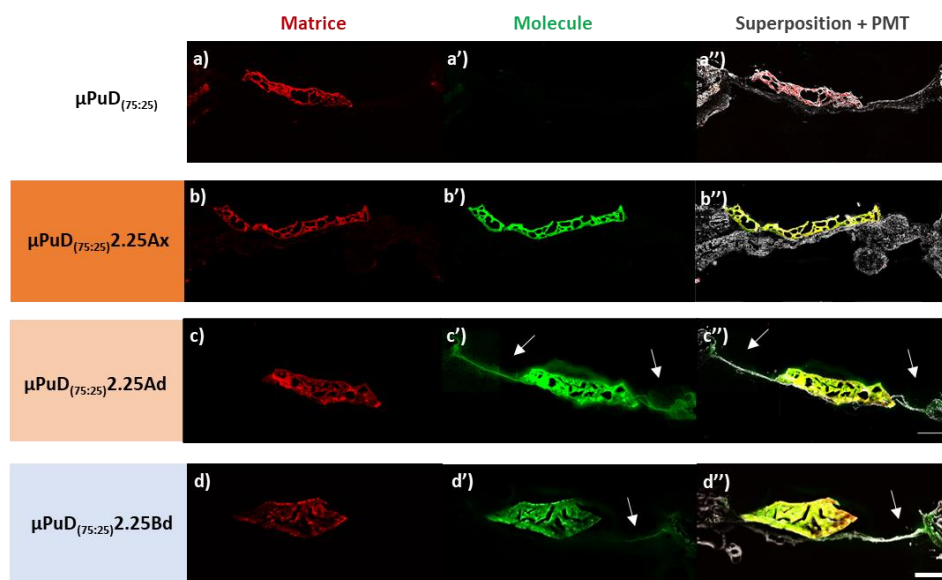 Matrice Molecule Superposition + PMT
μPuD(75:25) a) a') a'')
μPuD(75:25)2.25Ax b) b') b'')
μPuD(75:25)2.25Ad c) c') c'')
μPuD(75:25)2.25Bd d) d') d'')